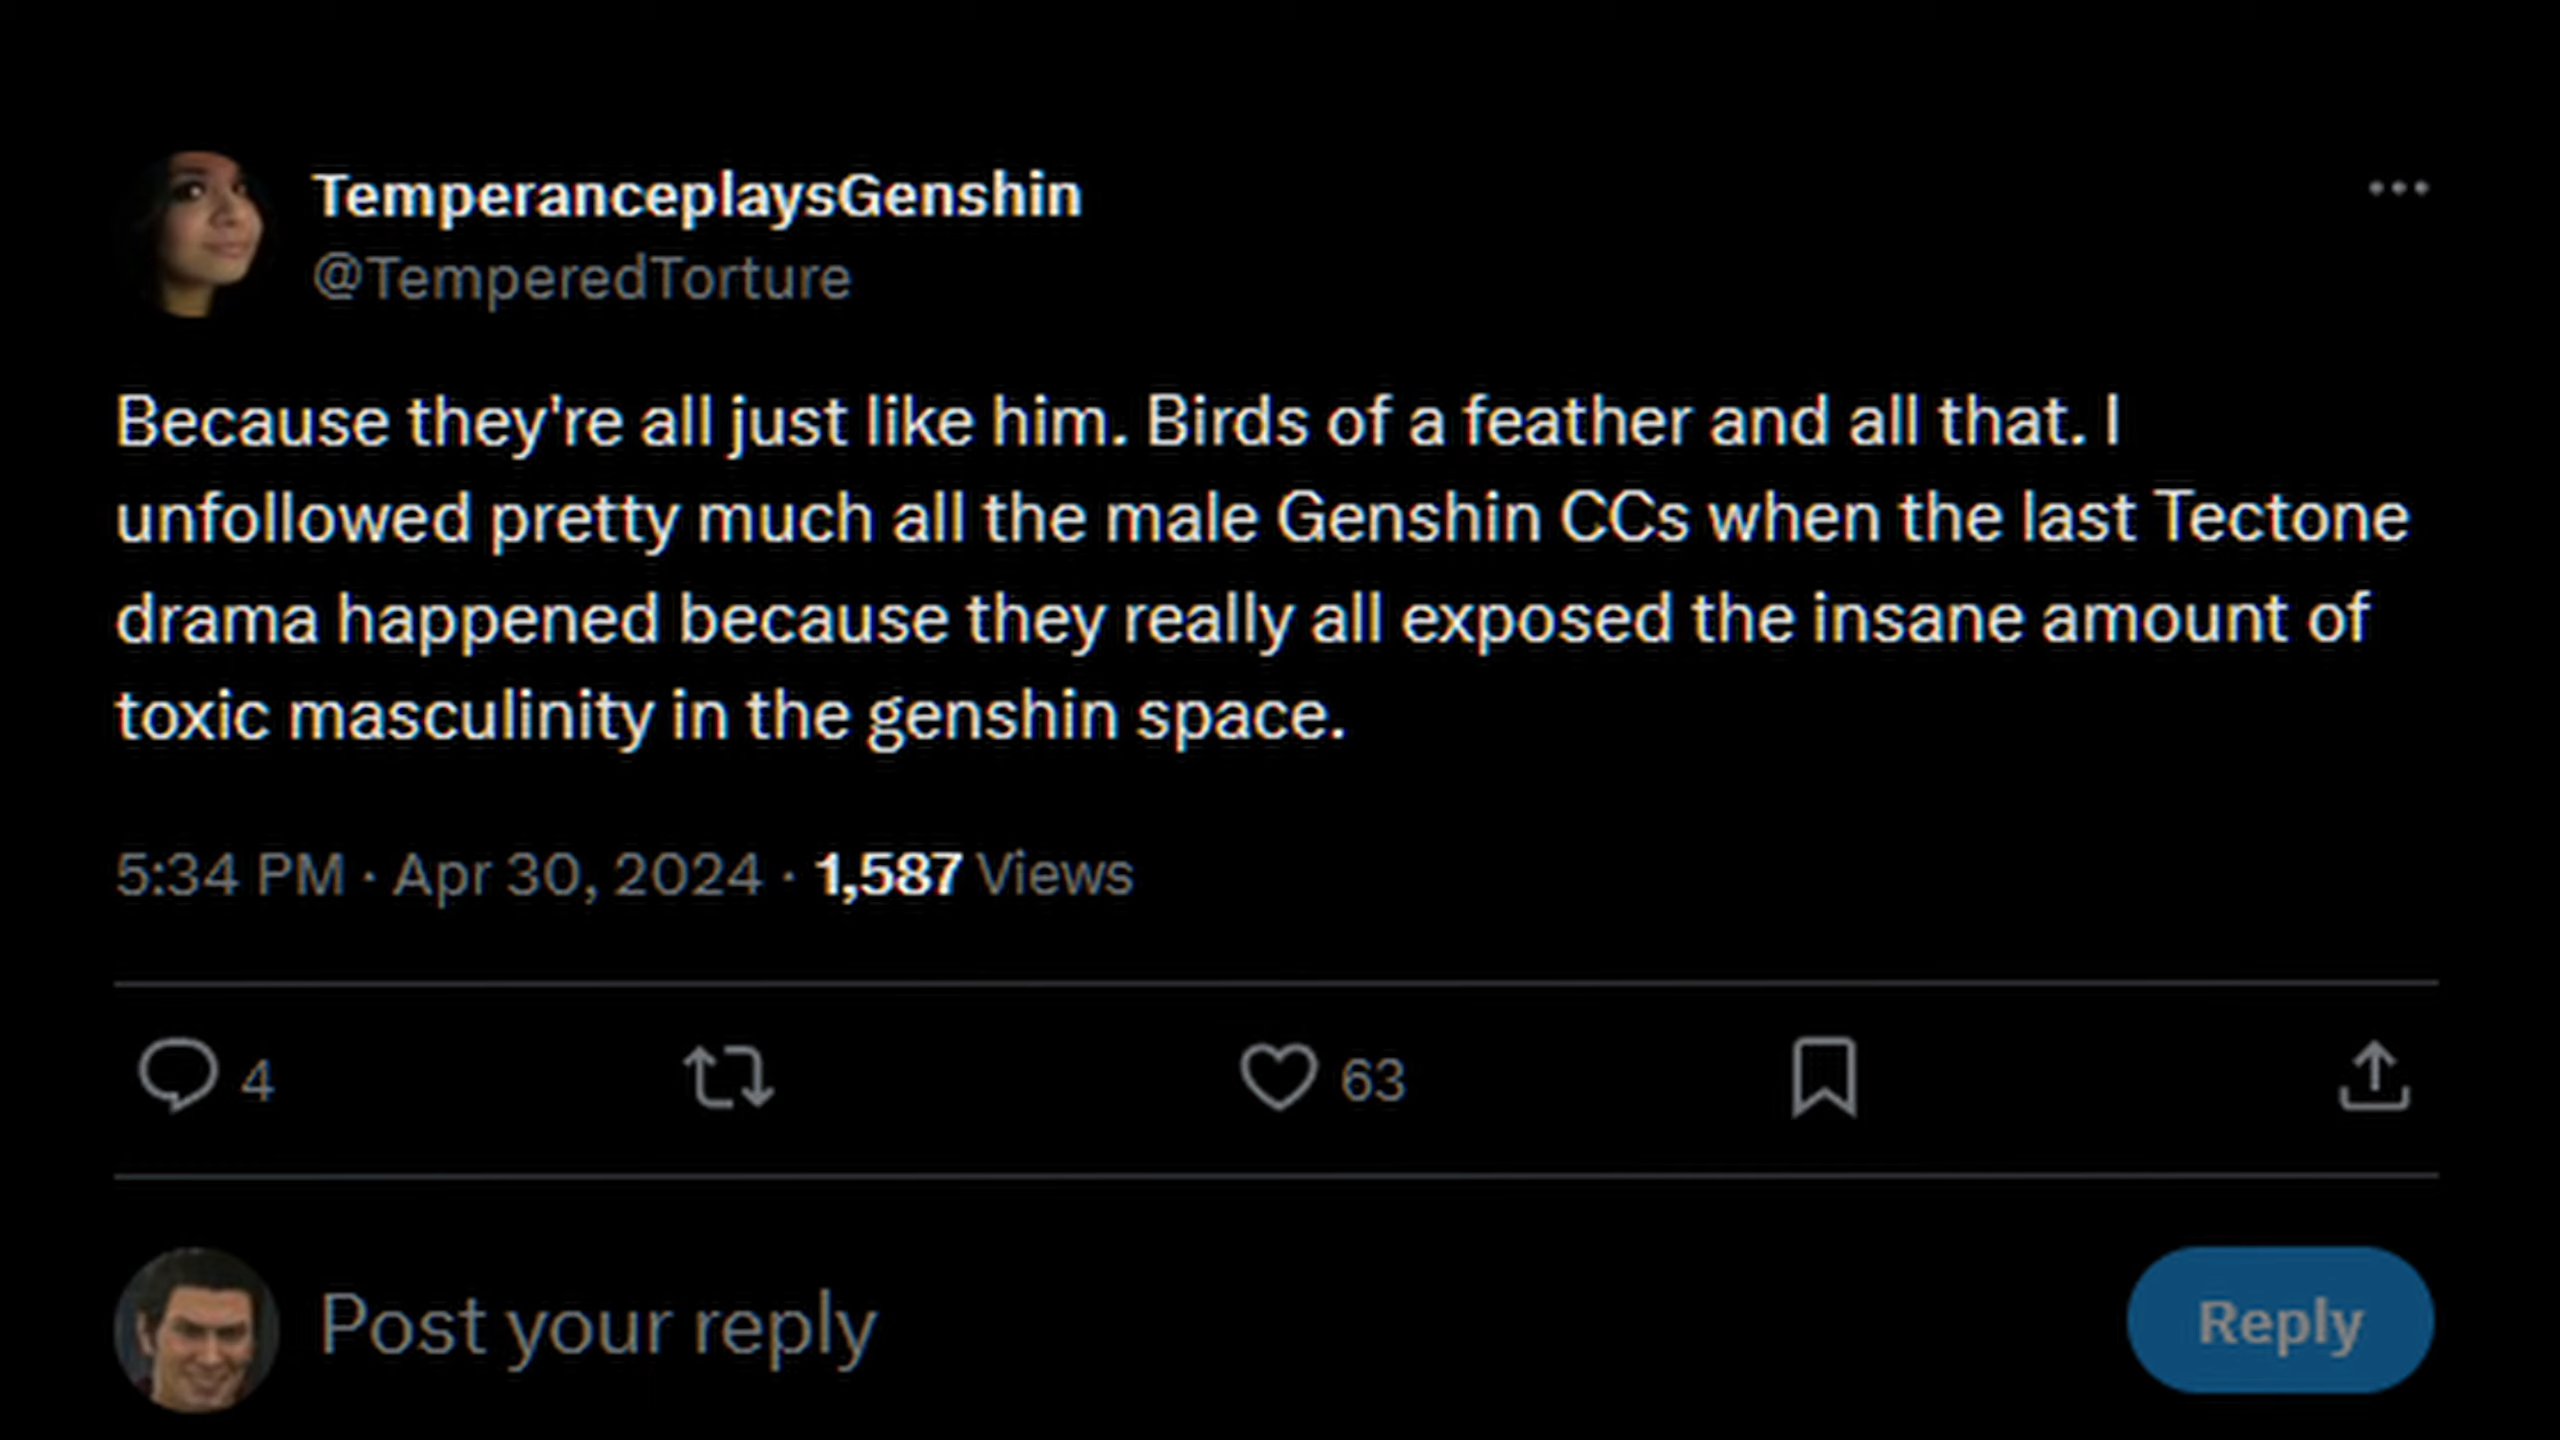 TemperanceplaysGenshin
@TemperedTorture
Because they're all just like him. Birds of a feather and all that. I
unfollowed pretty much all the male Genshin CCs when the last Tectone
drama happened because they really all exposed the insane amount of
toxic masculinity in the genshin space.
5:34 PM · Apr 30, 2024 · 1,587 Views
4 63
Post your reply Reply